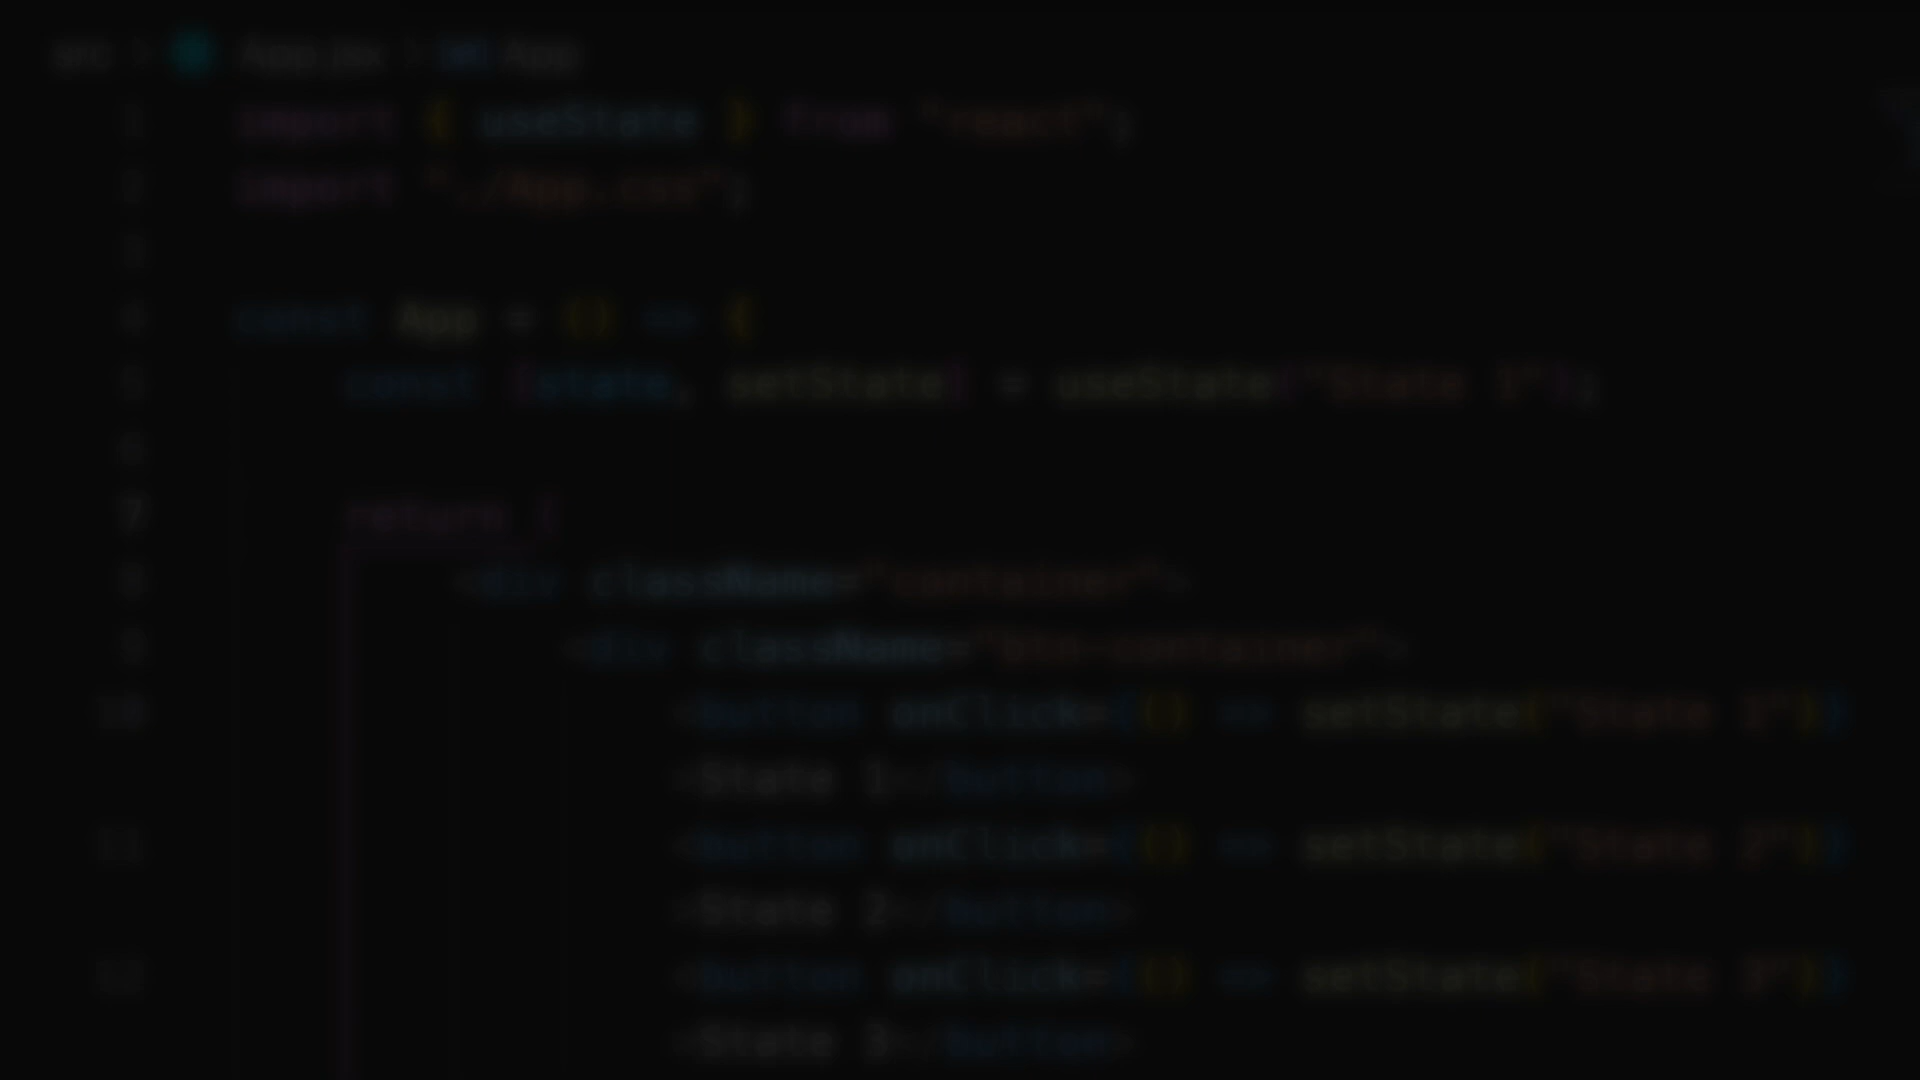 src > App.jsx > App
1 import { useState } from "react";
2 import "./App.css";
3
4 const App = () => {
5 const [state, setState] = useState("State 1");
6
7 return (
8 <div className="container">
9 <div className="btn-container">
10 <button onClick={() => setState("State 1")}
>State 1</button>
11 <button onClick={() => setState("State 2")}
>State 2</button>
12 <button onClick={() => setState("State 3")}
>State 3</button>